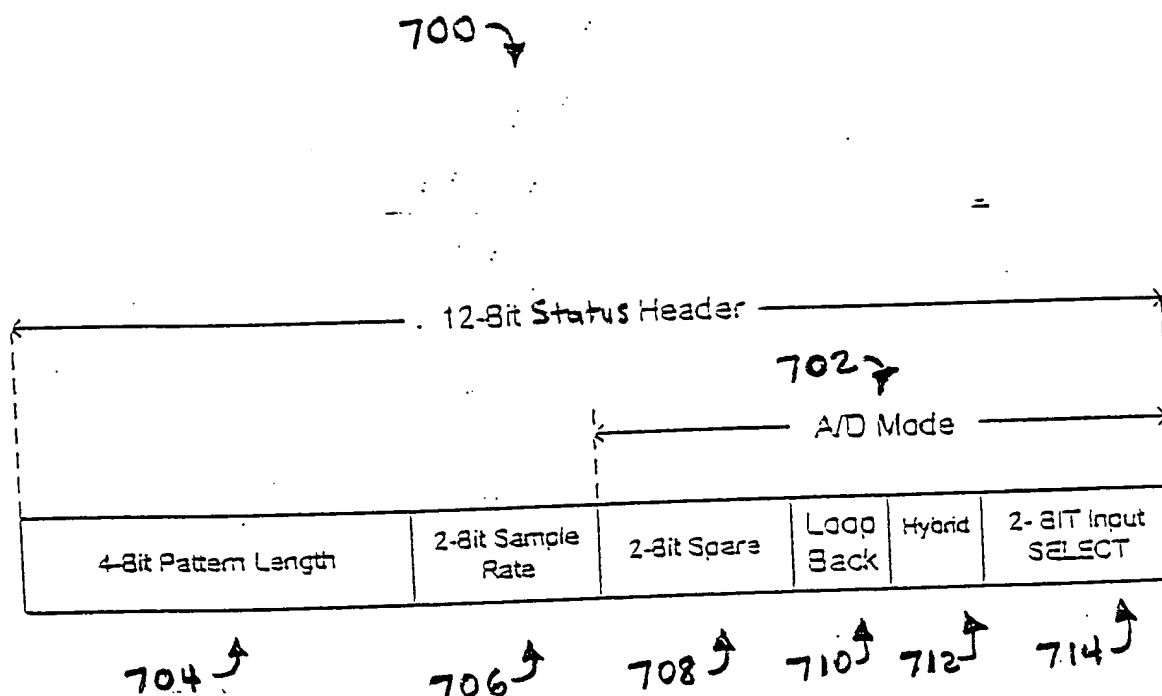 700
12-Bit Status Header
702
A/D Mode
4-Bit Pattern Length
2-Bit Sample
Rate
2-Bit Spare
Loop
Back
Hybrid
2-BIT Input
SELECT
704
706
708
710
712
714